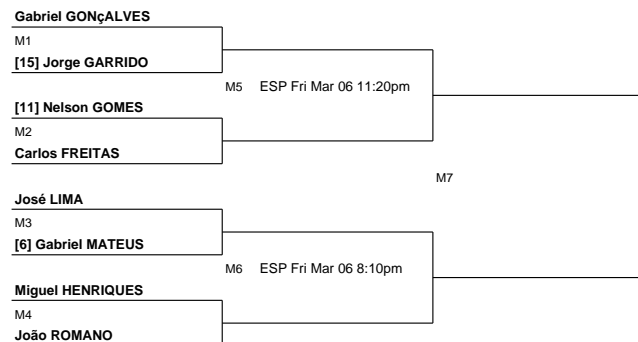 Gabriel GONçALVES
M1
[15] Jorge GARRIDO
M5 ESP Fri Mar 06 11:20pm
[11] Nelson GOMES
M2
Carlos FREITAS
M7
José LIMA
M3
[6] Gabriel MATEUS
M6 ESP Fri Mar 06 8:10pm
Miguel HENRIQUES
M4
João ROMANO